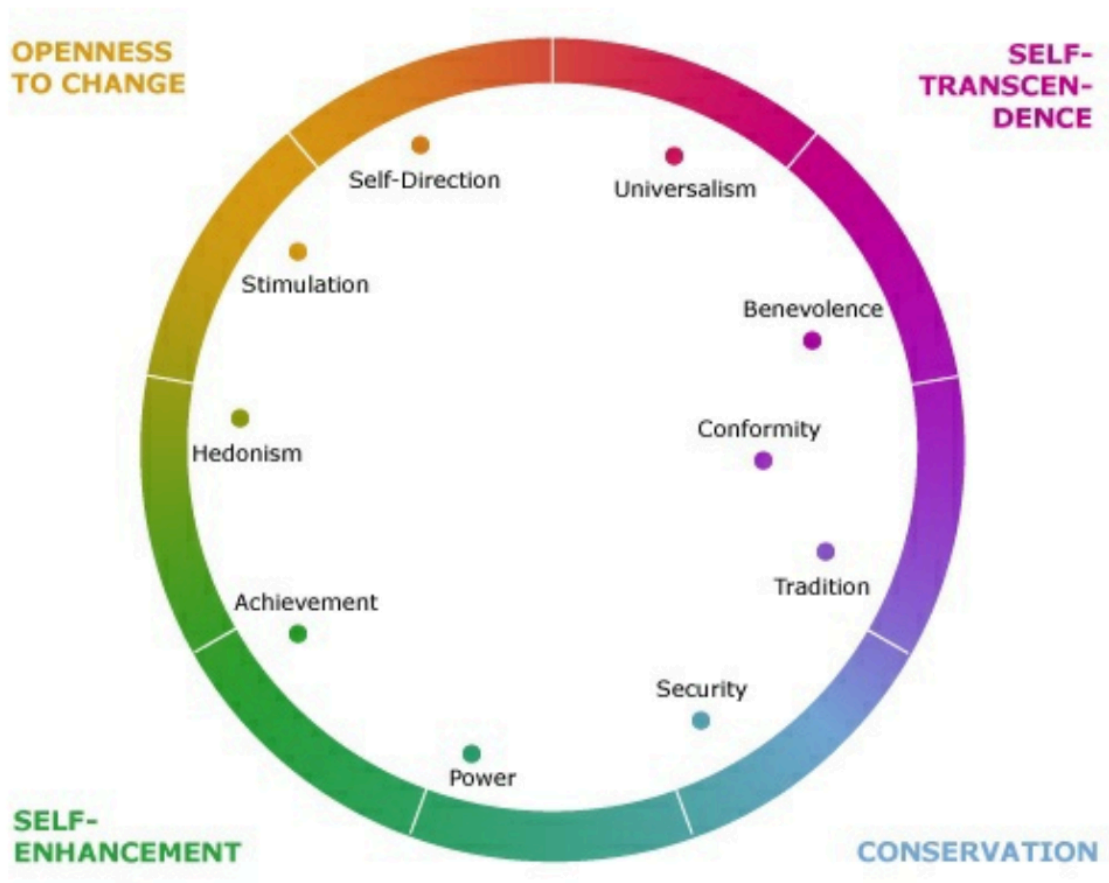 OPENNESS
TO CHANGE
SELF-
TRANSCEN-
DENCE
Self-Direction
Universalism
Stimulation
Benevolence
Conformity
Hedonism
Tradition
Achievement
Security
Power
SELF-
ENHANCEMENT
CONSERVATION